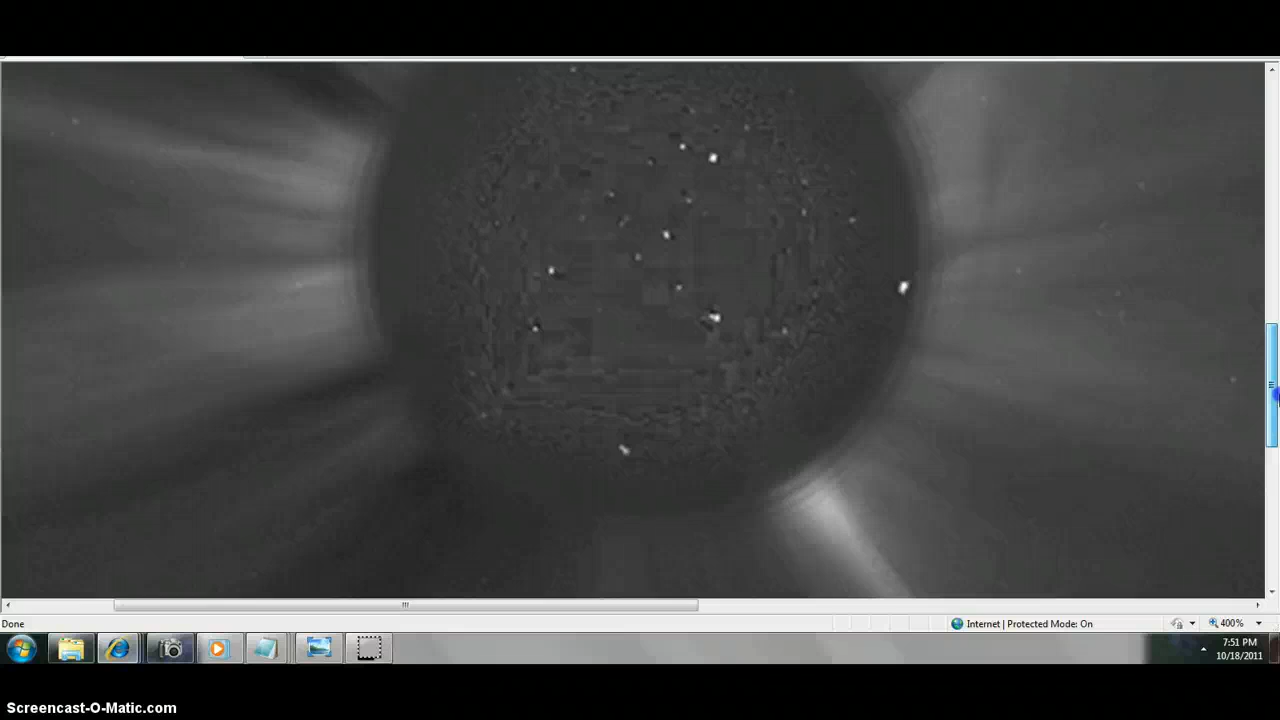 Done
Internet | Protected Mode: On
400%
7:51 PM
10/18/2011
Screencast-O-Matic.com